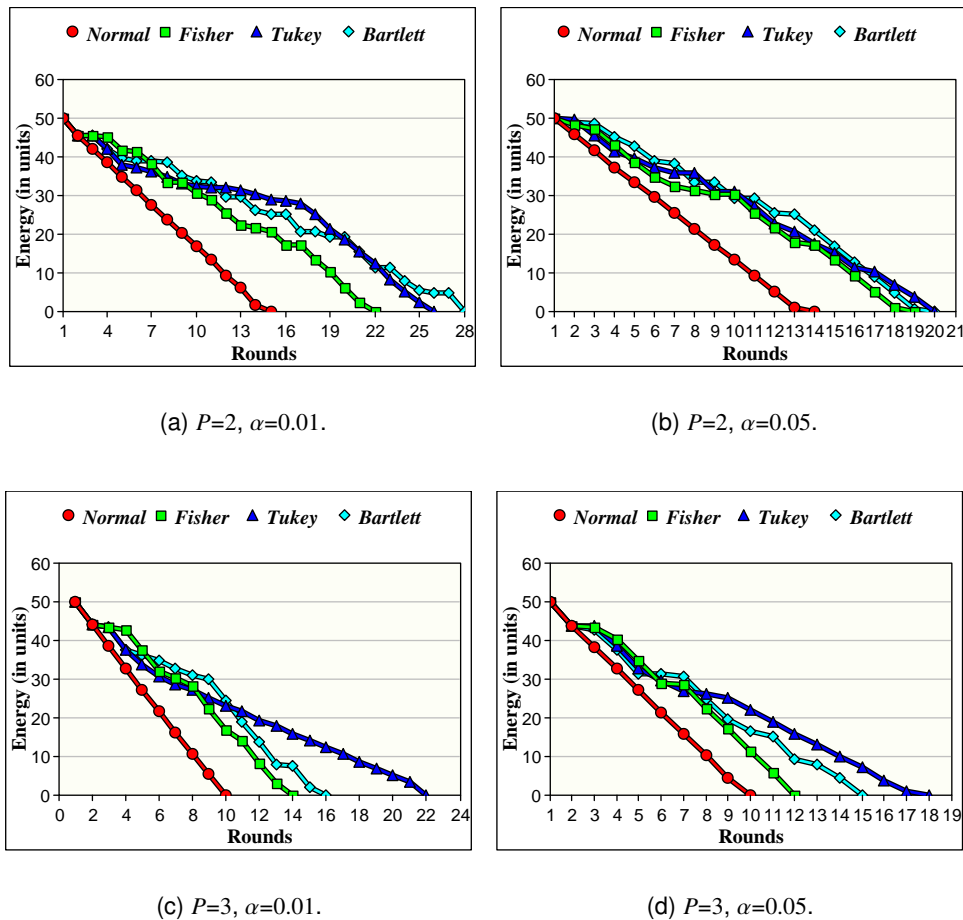 Normal Fisher Tukey Bartlett
60
50
40
30
20
10
0
Energy (in units)
1 4 7 10 13 16 19 22 25 28
Rounds
(a) P=2, α=0.01.
Normal Fisher Tukey Bartlett
60
50
40
30
20
10
0
Energy (in units)
1 2 3 4 5 6 7 8 9 10 11 12 13 14 15 16 17 18 19 20 21
Rounds
(b) P=2, α=0.05.
Normal Fisher Tukey Bartlett
60
50
40
30
20
10
0
Energy (in units)
0 2 4 6 8 10 12 14 16 18 20 22 24
Rounds
(c) P=3, α=0.01.
Normal Fisher Tukey Bartlett
60
50
40
30
20
10
0
Energy (in units)
1 2 3 4 5 6 7 8 9 10 11 12 13 14 15 16 17 18 19
Rounds
(d) P=3, α=0.05.